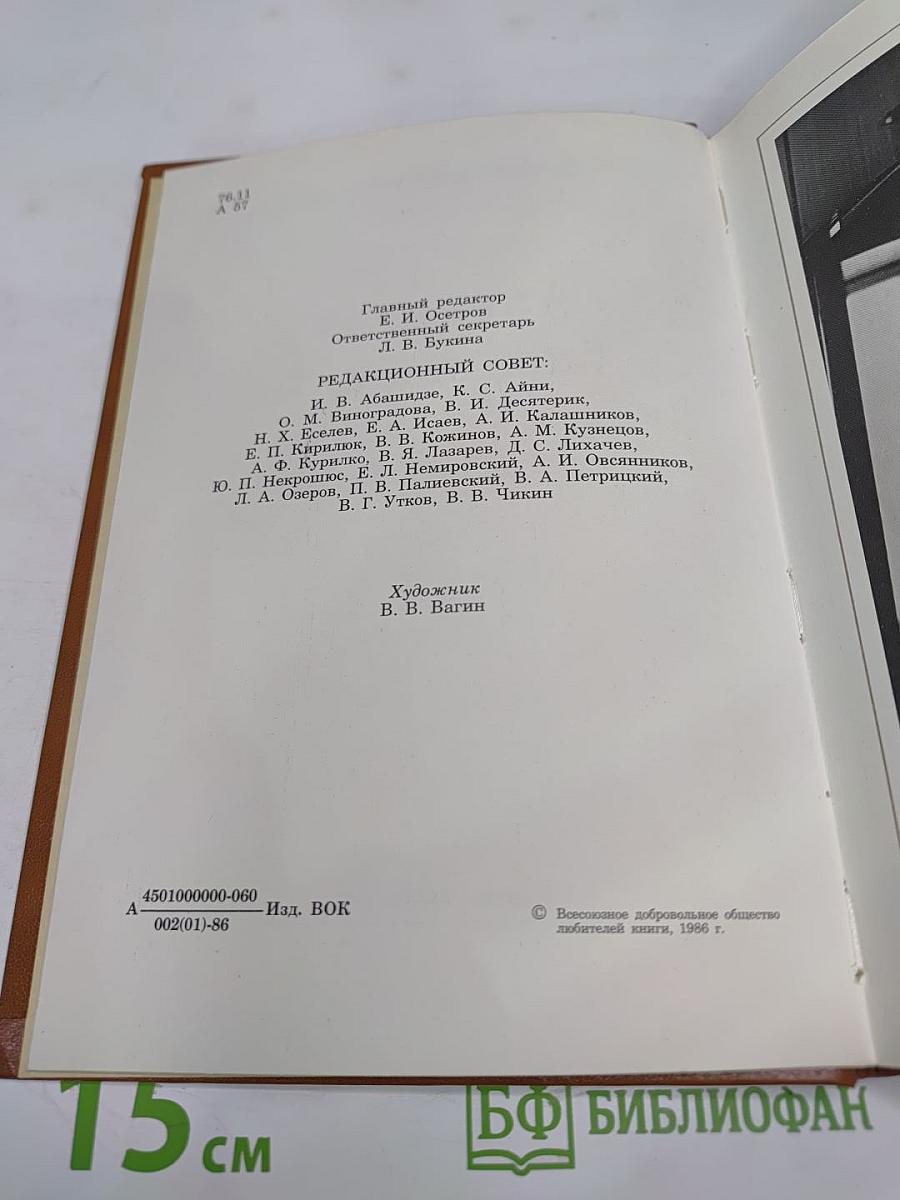 76.11
А 57
Главный редактор
Е. И. Осетров
Ответственный секретарь
Л. В. Букина
РЕДАКЦИОННЫЙ СОВЕТ:
И. В. Абашидзе, К. С. Айни,
О. М. Виноградова, В. И. Десятерик,
Н. Х. Еселев, Е. А. Исаев, А. И. Калашников,
Е. П. Кирилюк, В. В. Кожинов, А. М. Кузнецов,
А. Ф. Курилко, В. Я. Лазарев, Д. С. Лихачев,
Ю. П. Некрошюс, Е. Л. Немировский, А. И. Овсянников,
Л. А. Озеров, П. В. Палиевский, В. А. Петрицкий,
В. Г. Утков, В. В. Чикин
Художник
В. В. Вагин
А 4501000000-060 Изд. ВОК
002(01)-86
© Всесоюзное добровольное общество
любителей книги, 1986 г.
15 см
БФ БИБЛИОФАН